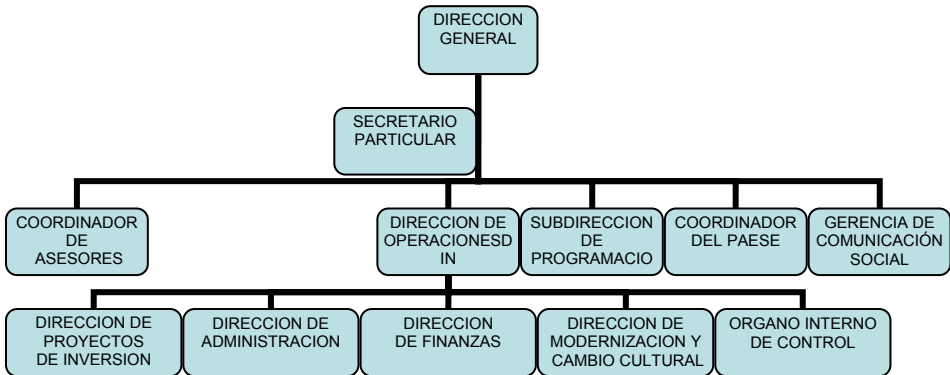 DIRECCION
GENERAL
SECRETARIO
PARTICULAR
COORDINADOR
DE
ASESORES
DIRECCION DE
OPERACIONESD
IN
SUBDIRECCION
DE
PROGRAMACIO
COORDINADOR
DEL PAESE
GERENCIA DE
COMUNICACIÓN
SOCIAL
DIRECCION DE
PROYECTOS
DE INVERSION
DIRECCION DE
ADMINISTRACION
DIRECCION
DE FINANZAS
DIRECCION DE
MODERNIZACION Y
CAMBIO CULTURAL
ORGANO INTERNO
DE CONTROL